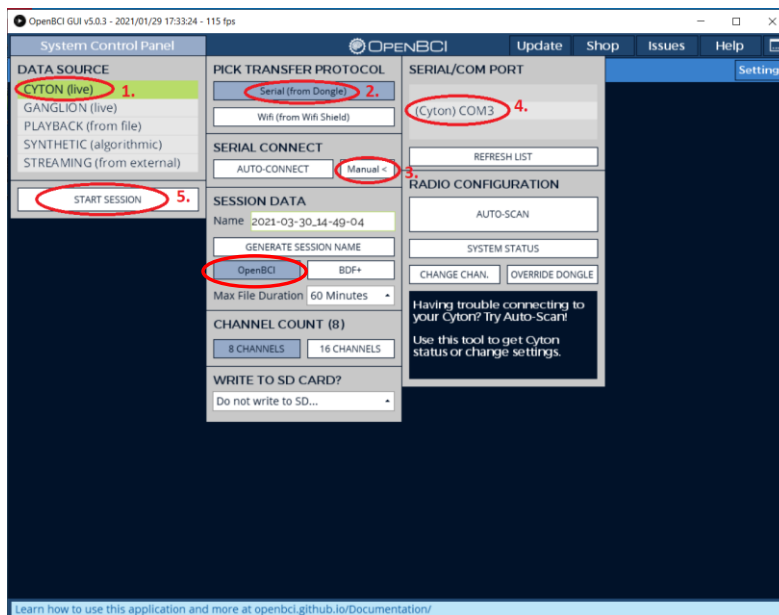 OpenBCI GUI v5.0.3 - 2021/01/29 17:33:24 - 115 fps
System Control Panel
OPENBCI
Update
Shop
Issues
Help
Setting
DATA SOURCE
CYTON (live) 1.
GANGLION (live)
PLAYBACK (from file)
SYNTHETIC (algorithmic)
STREAMING (from external)
START SESSION 5.
PICK TRANSFER PROTOCOL
Serial (from Dongle) 2.
Wifi (from Wifi Shield)
SERIAL CONNECT
AUTO-CONNECT
Manual < 3.
SESSION DATA
Name 2021-03-30_14-49-04
GENERATE SESSION NAME
OpenBCI
BDF+
Max File Duration 60 Minutes
CHANNEL COUNT (8)
8 CHANNELS
16 CHANNELS
WRITE TO SD CARD?
Do not write to SD...
SERIAL/COM PORT
(Cyton) COM3 4.
REFRESH LIST
RADIO CONFIGURATION
AUTO-SCAN
SYSTEM STATUS
CHANGE CHAN.
OVERRIDE DONGLE
Having trouble connecting to
your Cyton? Try Auto-Scan!
Use this tool to get Cyton
status or change settings.
Learn how to use this application and more at openbci.github.io/Documentation/